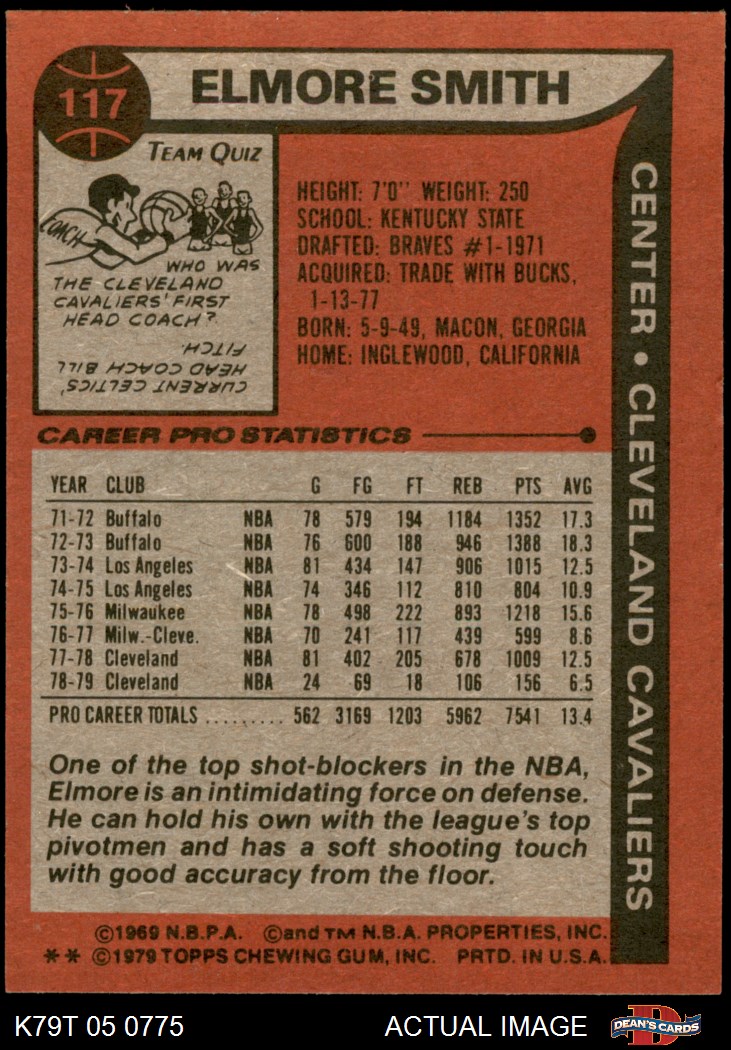 117
ELMORE SMITH
TEAM QUIZ
COACH
WHO WAS
THE CLEVELAND
CAVALIERS' FIRST
HEAD COACH?
CURRENT CELTICS'
HEAD COACH BILL
FITCH.
HEIGHT: 7'0" WEIGHT: 250
SCHOOL: KENTUCKY STATE
DRAFTED: BRAVES #1-1971
ACQUIRED: TRADE WITH BUCKS,
1-13-77
BORN: 5-9-49, MACON, GEORGIA
HOME: INGLEWOOD, CALIFORNIA
CENTER • CLEVELAND CAVALIERS
CAREER PRO STATISTICS
YEAR CLUB G FG FT REB PTS AVG
71-72 Buffalo NBA 78 579 194 1184 1352 17.3
72-73 Buffalo NBA 76 600 188 946 1388 18.3
73-74 Los Angeles NBA 81 434 147 906 1015 12.5
74-75 Los Angeles NBA 74 346 112 810 804 10.9
75-76 Milwaukee NBA 78 498 222 893 1218 15.6
76-77 Milw.-Cleve. NBA 70 241 117 439 599 8.6
77-78 Cleveland NBA 81 402 205 678 1009 12.5
78-79 Cleveland NBA 24 69 18 106 156 6.5
PRO CAREER TOTALS .......... 562 3169 1203 5962 7541 13.4
One of the top shot-blockers in the NBA,
Elmore is an intimidating force on defense.
He can hold his own with the league's top
pivotmen and has a soft shooting touch
with good accuracy from the floor.
©1969 N.B.P.A. ©and TM N.B.A. PROPERTIES, INC.
** ©1979 TOPPS CHEWING GUM, INC. PRTD. IN U.S.A.
K79T 05 0775
ACTUAL IMAGE
D
DEAN'S CARDS